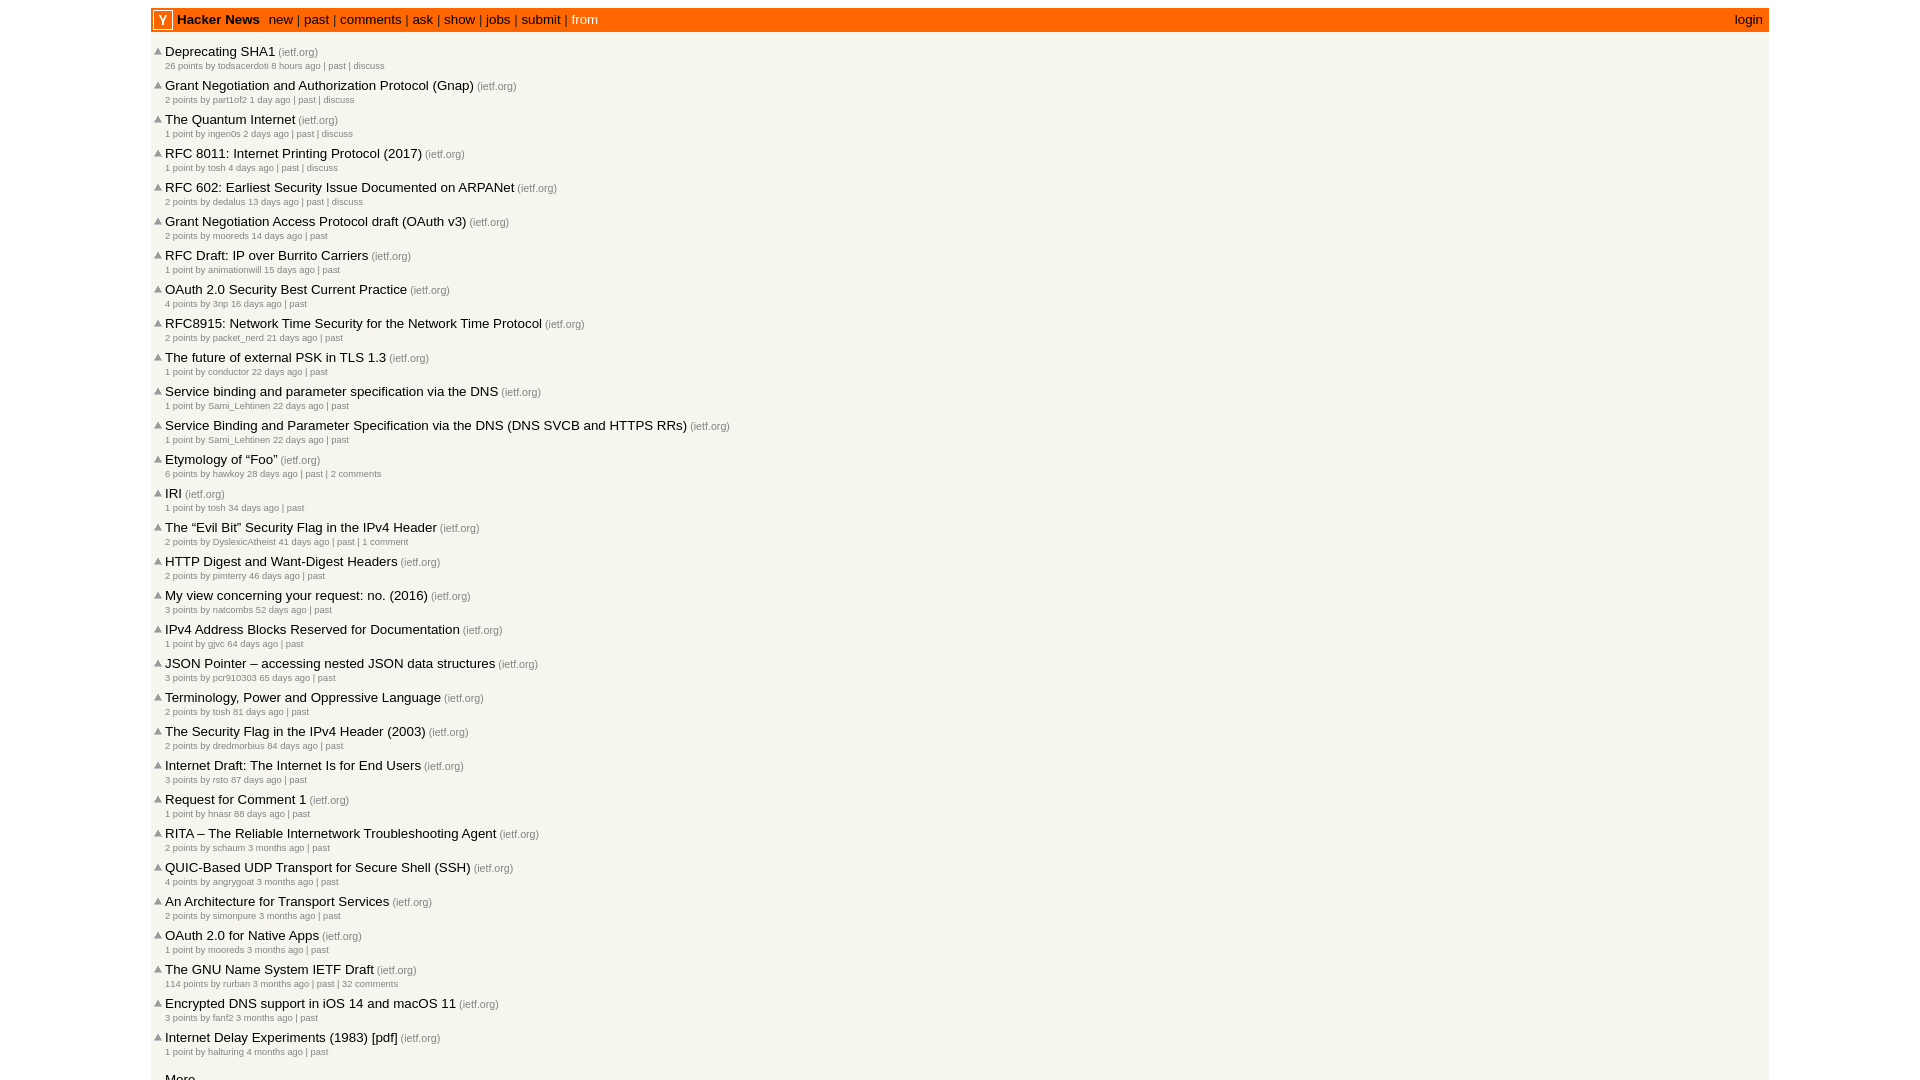 Y Hacker News new | past | comments | ask | show | jobs | submit | from login
Deprecating SHA1 (ietf.org)
26 points by todsacerdoti 8 hours ago | past | discuss
Grant Negotiation and Authorization Protocol (Gnap) (ietf.org)
2 points by part1of2 1 day ago | past | discuss
The Quantum Internet (ietf.org)
1 point by ingen0s 2 days ago | past | discuss
RFC 8011: Internet Printing Protocol (2017) (ietf.org)
1 point by tosh 4 days ago | past | discuss
RFC 602: Earliest Security Issue Documented on ARPANet (ietf.org)
2 points by dedalus 13 days ago | past | discuss
Grant Negotiation Access Protocol draft (OAuth v3) (ietf.org)
2 points by mooreds 14 days ago | past
RFC Draft: IP over Burrito Carriers (ietf.org)
1 point by animationwill 15 days ago | past
OAuth 2.0 Security Best Current Practice (ietf.org)
4 points by 3np 16 days ago | past
RFC8915: Network Time Security for the Network Time Protocol (ietf.org)
2 points by packet_nerd 21 days ago | past
The future of external PSK in TLS 1.3 (ietf.org)
1 point by conductor 22 days ago | past
Service binding and parameter specification via the DNS (ietf.org)
1 point by Sami_Lehtinen 22 days ago | past
Service Binding and Parameter Specification via the DNS (DNS SVCB and HTTPS RRs) (ietf.org)
1 point by Sami_Lehtinen 22 days ago | past
Etymology of “Foo” (ietf.org)
6 points by hawkoy 28 days ago | past | 2 comments
IRI (ietf.org)
1 point by tosh 34 days ago | past
The “Evil Bit” Security Flag in the IPv4 Header (ietf.org)
2 points by DyslexicAtheist 41 days ago | past | 1 comment
HTTP Digest and Want-Digest Headers (ietf.org)
2 points by pimterry 46 days ago | past
My view concerning your request: no. (2016) (ietf.org)
3 points by natcombs 52 days ago | past
IPv4 Address Blocks Reserved for Documentation (ietf.org)
1 point by gjvc 64 days ago | past
JSON Pointer – accessing nested JSON data structures (ietf.org)
3 points by pcr910303 65 days ago | past
Terminology, Power and Oppressive Language (ietf.org)
2 points by tosh 81 days ago | past
The Security Flag in the IPv4 Header (2003) (ietf.org)
2 points by dredmorbius 84 days ago | past
Internet Draft: The Internet Is for End Users (ietf.org)
3 points by rsto 87 days ago | past
Request for Comment 1 (ietf.org)
1 point by hnasr 88 days ago | past
RITA – The Reliable Internetwork Troubleshooting Agent (ietf.org)
2 points by schaum 3 months ago | past
QUIC-Based UDP Transport for Secure Shell (SSH) (ietf.org)
4 points by angrygoat 3 months ago | past
An Architecture for Transport Services (ietf.org)
2 points by simonpure 3 months ago | past
OAuth 2.0 for Native Apps (ietf.org)
1 point by mooreds 3 months ago | past
The GNU Name System IETF Draft (ietf.org)
114 points by rurban 3 months ago | past | 32 comments
Encrypted DNS support in iOS 14 and macOS 11 (ietf.org)
3 points by fanf2 3 months ago | past
Internet Delay Experiments (1983) [pdf] (ietf.org)
1 point by halturing 4 months ago | past
More